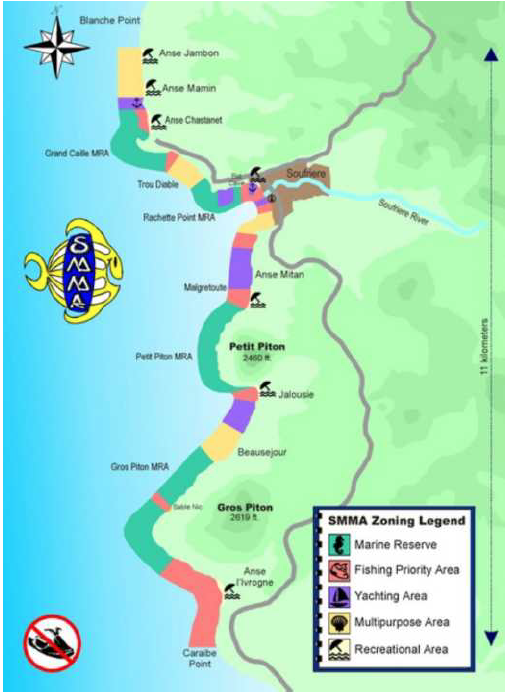 N
Blanche Point
Anse Jambon
Anse Mamin
Anse Chastanet
Grand Caille MRA
Trou Diable
Rachette Point MRA
Soufriere
Soufriere River
SMMA
Anse Mitan
Malgretoute
Petit Piton
2460 ft.
Petit Piton MRA
Jalousie
11 kilometers
Beausejour
Gros Piton MRA
Sable Nic
Gros Piton
2619 ft.
Anse
l'Ivrogne
Caraibe
Point
SMMA Zoning Legend
Marine Reserve
Fishing Priority Area
Yachting Area
Multipurpose Area
Recreational Area